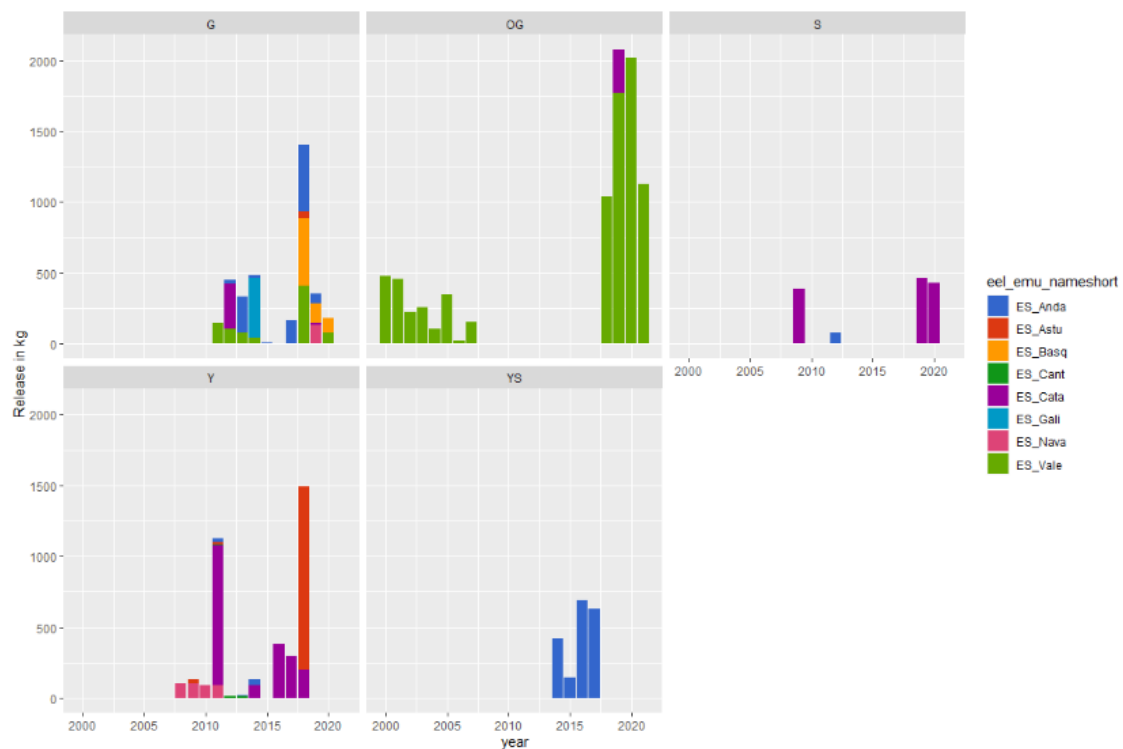 G
OG
S
2000
1500
1000
500
0
2000 2005 2010 2015 2020
Y
YS
2000
1500
1000
500
0
2000 2005 2010 2015 2020
2000 2005 2010 2015 2020
Release in kg
year
eel_emu_nameshort
ES_Anda
ES_Astu
ES_Basq
ES_Cant
ES_Cata
ES_Gali
ES_Nava
ES_Vale